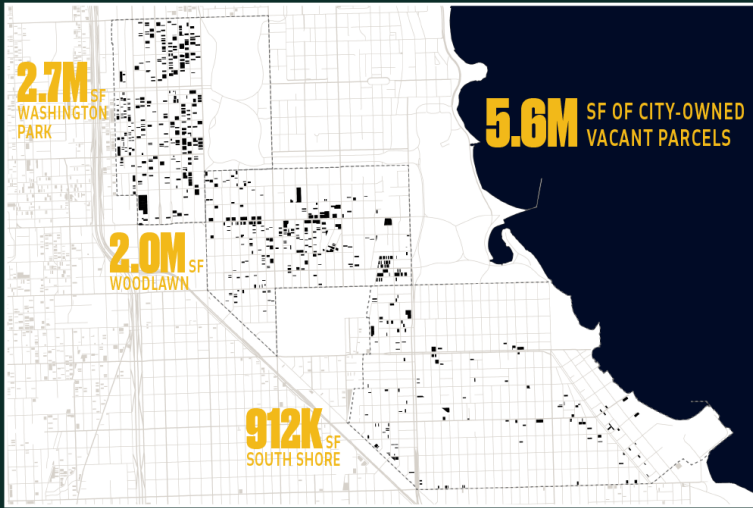 2.7M SF
WASHINGTON
PARK
5.6M SF OF CITY-OWNED
VACANT PARCELS
2.0M SF
WOODLAWN
912K SF
SOUTH SHORE